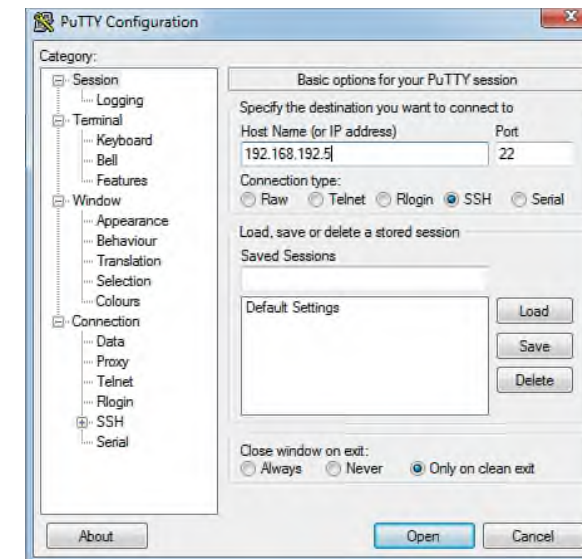 PuTTY Configuration
Category:
Session
Logging
Terminal
Keyboard
Bell
Features
Window
Appearance
Behaviour
Translation
Selection
Colours
Connection
Data
Proxy
Telnet
Rlogin
SSH
Serial
Basic options for your PuTTY session
Specify the destination you want to connect to
Host Name (or IP address) Port
192.168.192.5 22
Connection type:
Raw Telnet Rlogin SSH Serial
Load, save or delete a stored session
Saved Sessions
Default Settings
Load
Save
Delete
Close window on exit:
Always Never Only on clean exit
About Open Cancel